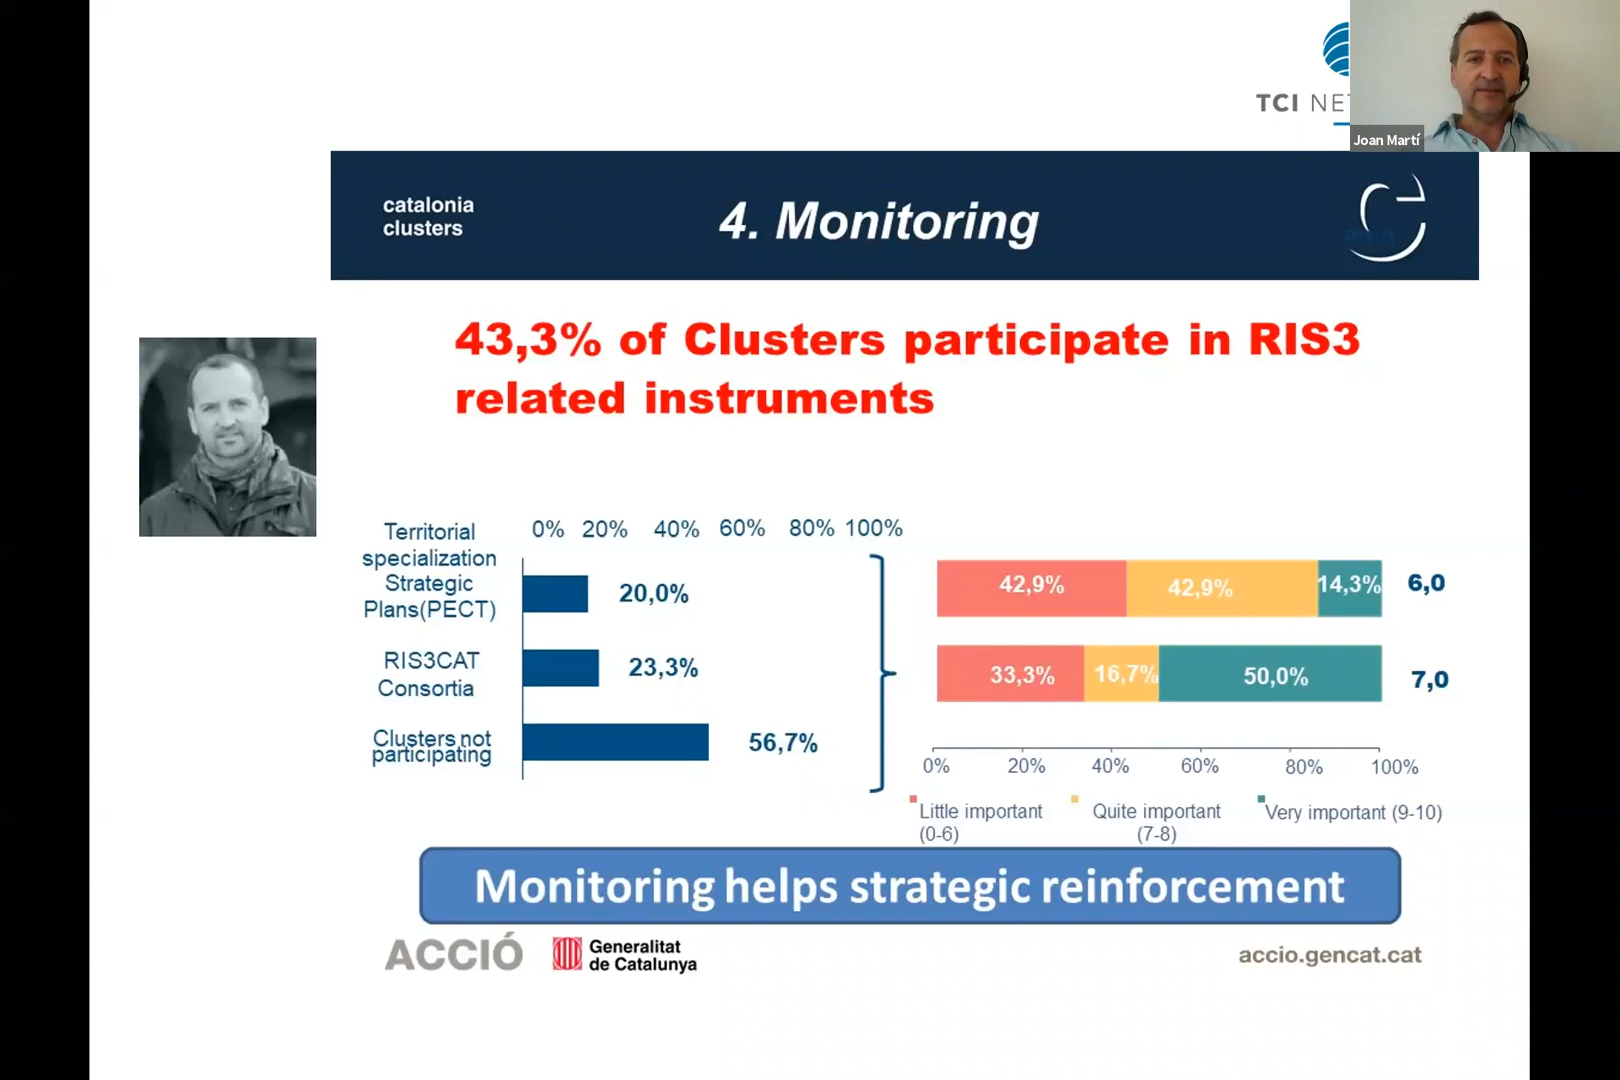 TCI NET
Joan Martí
catalonia
clusters
4. Monitoring
43,3% of Clusters participate in RIS3
related instruments
Territorial
specialization
Strategic
Plans(PECT)
0% 20% 40% 60% 80% 100%
20,0%
RIS3CAT
Consortia
23,3%
Clusters not
participating
56,7%
42,9% 42,9% 14,3% 6,0
33,3% 16,7% 50,0% 7,0
0% 20% 40% 60% 80% 100%
Little important
(0-6)
Quite important
(7-8)
Very important (9-10)
Monitoring helps strategic reinforcement
ACCIÓ
Generalitat
de Catalunya
accio.gencat.cat